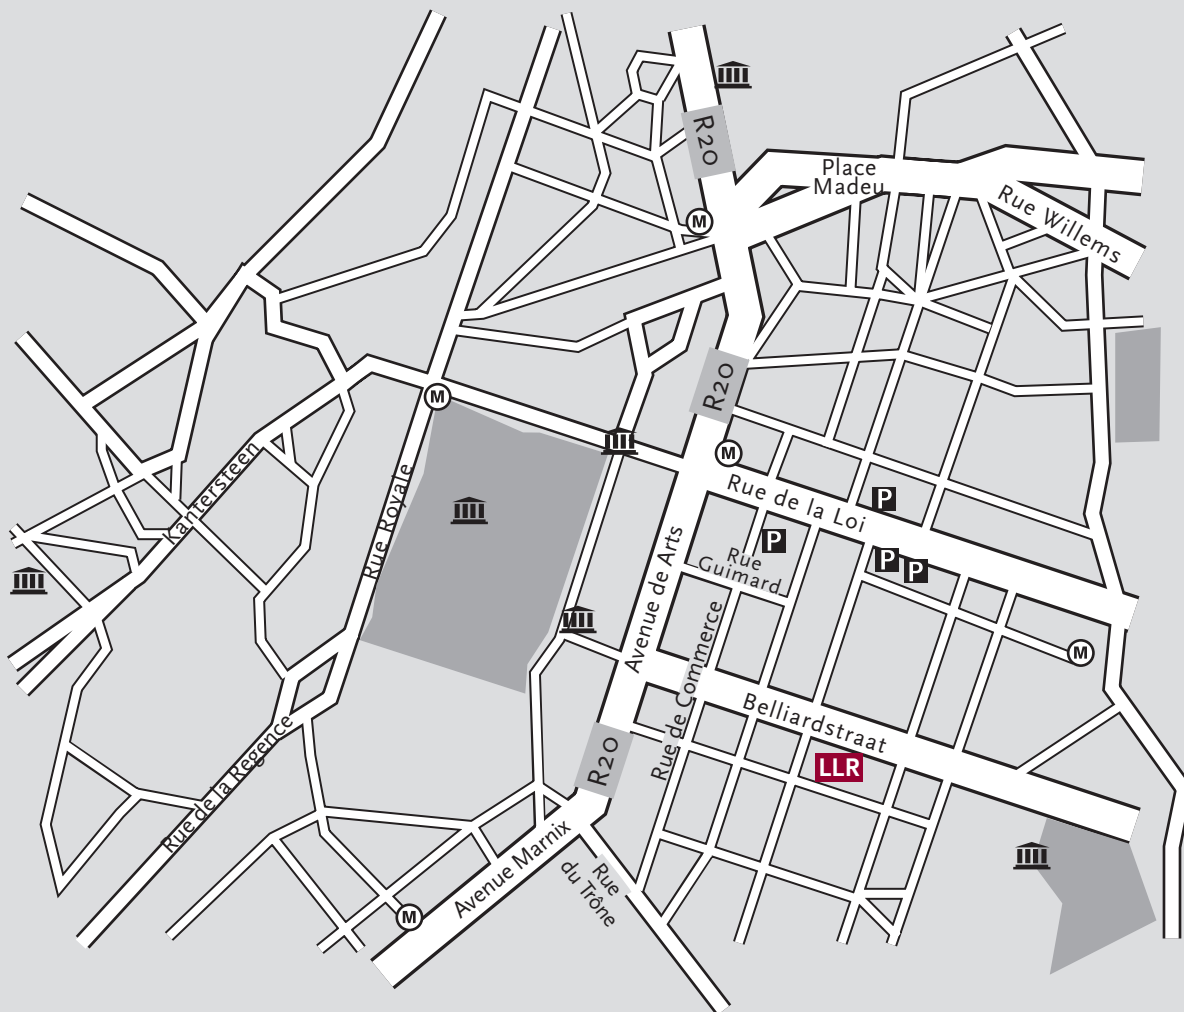 R20
Place
Madeu
Rue Willems
M
M
R20
M
Kantersteen
Rue Royale
Rue de la Loi
P
P
P
P
Rue
Guimard
Avenue de Arts
Rue de Commerce
M
Belliardstraat
Rue de la Regence
R20
LLR
Avenue Marnix
Rue
du Trône
M